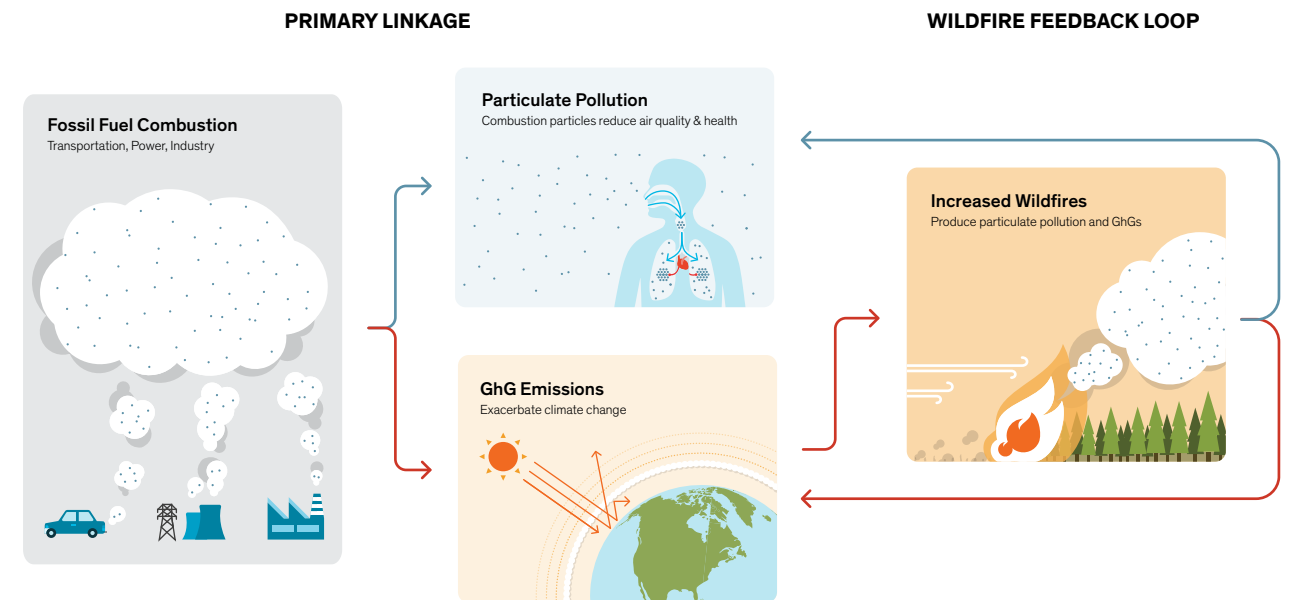 PRIMARY LINKAGE
WILDFIRE FEEDBACK LOOP
Fossil Fuel Combustion
Transportation, Power, Industry
Particulate Pollution
Combustion particles reduce air quality & health
GhG Emissions
Exacerbate climate change
Increased Wildfires
Produce particulate pollution and GhGs